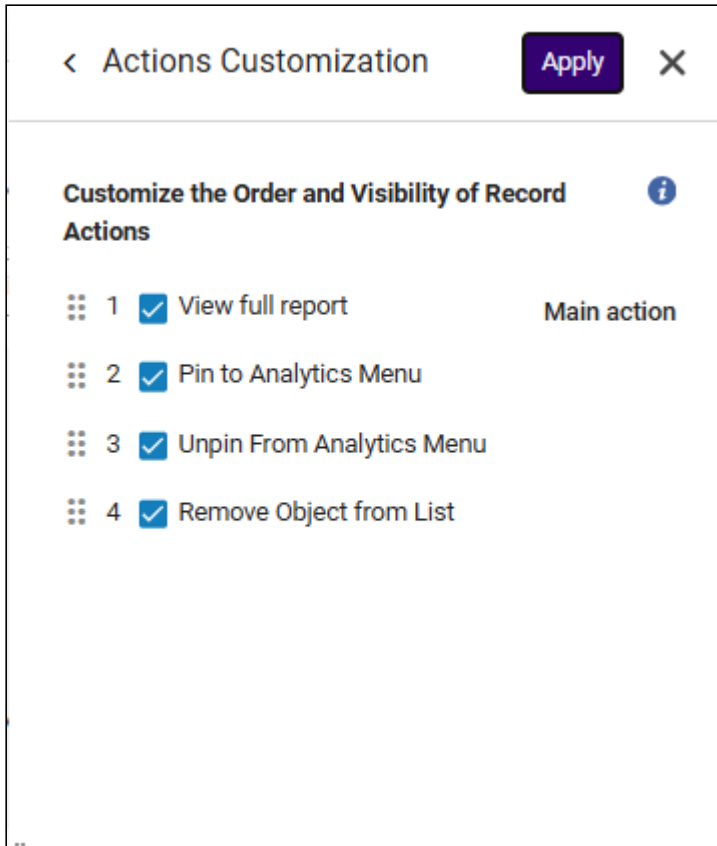 Actions Customization
Apply
Customize the Order and Visibility of Record
Actions
1 View full report
Main action
2 Pin to Analytics Menu
3 Unpin From Analytics Menu
4 Remove Object from List